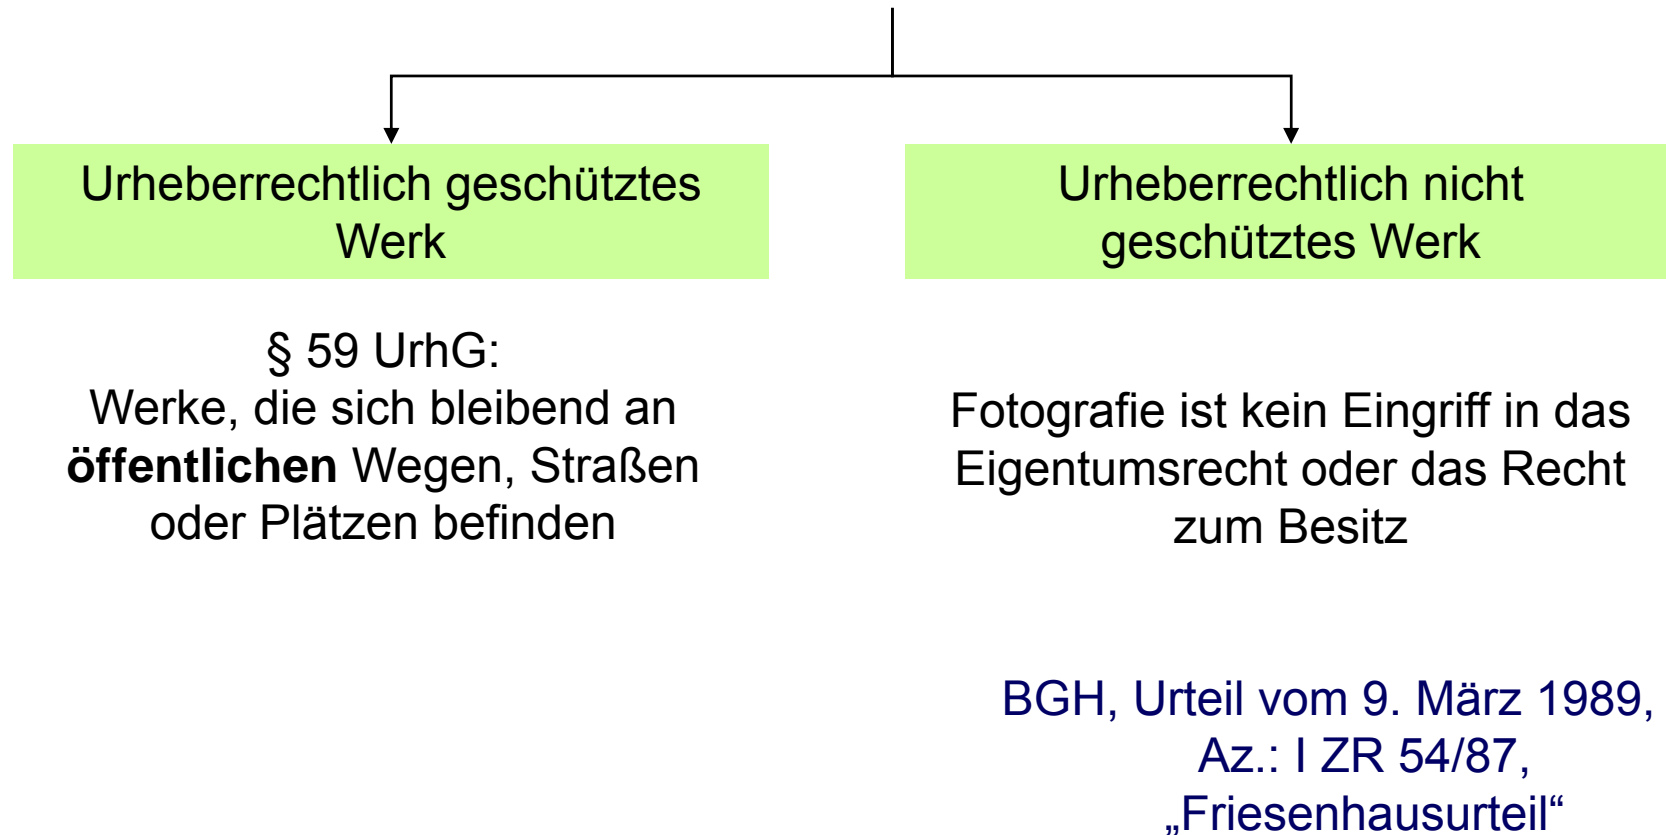 Urheberrechtlich geschütztes
Werk
§ 59 UrhG:
Werke, die sich bleibend an
öffentlichen Wegen, Straßen
oder Plätzen befinden
Urheberrechtlich nicht
geschütztes Werk
Fotografie ist kein Eingriff in das
Eigentumsrecht oder das Recht
zum Besitz
BGH, Urteil vom 9. März 1989,
Az.: I ZR 54/87,
„Friesenhausurteil“